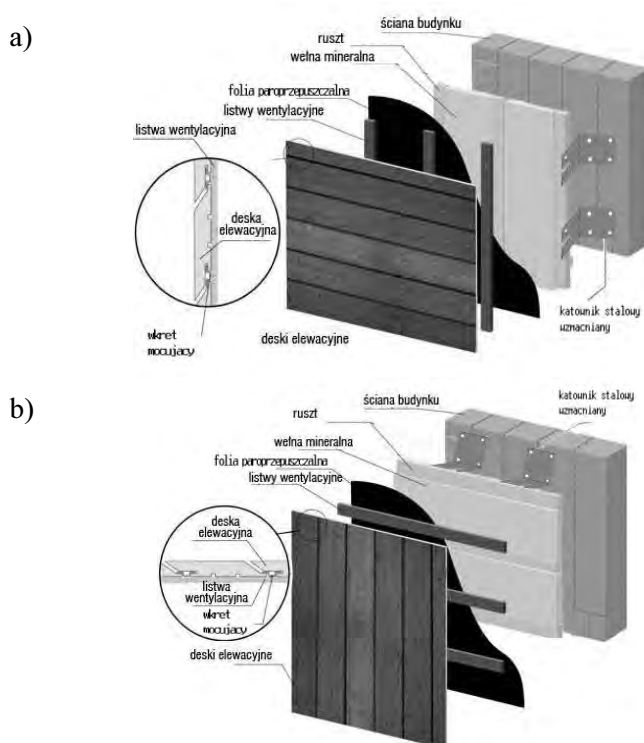 a)
ściana budynku
ruszt
wełna mineralna
folia paroprzepuszczalna
listwy wentylacyjne
listwa wentylacyjna
deska
elewacyjna
wkret
mocujacy
deski elewacyjne
katownik stalowy
wzmacniany
b)
ściana budynku
katownik stalowy
wzmacniany
ruszt
wełna mineralna
folia paroprzepuszczalna
listwy wentylacyjne
deska
elewacyjna
listwa
wentylacyjna
wkret
mocujacy
deski elewacyjne